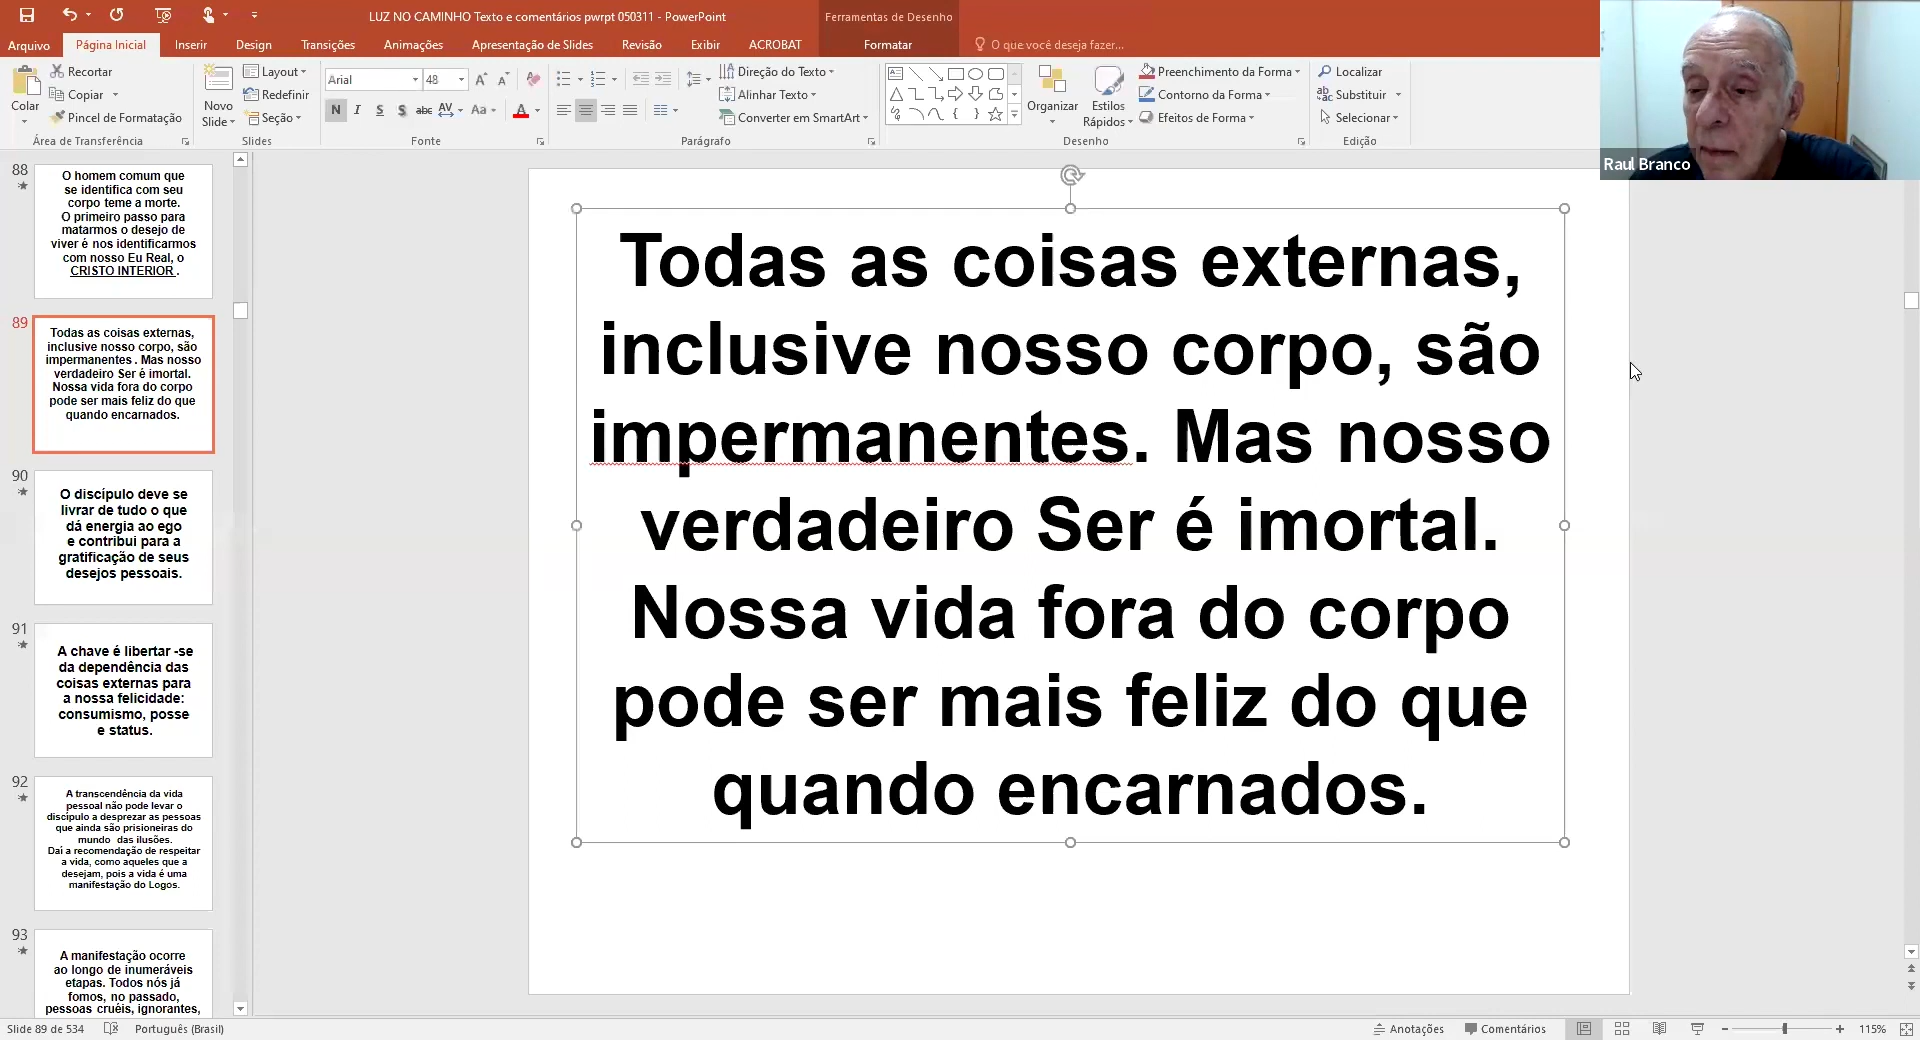 LUZ NO CAMINHO Texto e comentários pwrpt 050311 - PowerPoint
Ferramentas de Desenho
Arquivo
Página Inicial
Inserir
Design
Transições
Animações
Apresentação de Slides
Revisão
Exibir
ACROBAT
Formatar
O que você deseja fazer...
Colar
Recortar
Copiar
Pincel de Formatação
Área de Transferência
Novo
Slide
Layout
Redefinir
Seção
Slides
Arial
48
N I S S abc AV Aa A
Fonte
Direção do Texto
Alinhar Texto
Converter em SmartArt
Parágrafo
Organizar
Estilos
Rápidos
Preenchimento da Forma
Contorno da Forma
Efeitos de Forma
Desenho
Localizar
Substituir
Selecionar
Edição
Raul Branco
88
O homem comum que
se identifica com seu
corpo teme a morte.
O primeiro passo para
matarmos o desejo de
viver é nos identificarmos
com nosso Eu Real, o
CRISTO INTERIOR .
89
Todas as coisas externas,
inclusive nosso corpo, são
impermanentes . Mas nosso
verdadeiro Ser é imortal.
Nossa vida fora do corpo
pode ser mais feliz do que
quando encarnados.
90
O discípulo deve se
livrar de tudo o que
dá energia ao ego
e contribui para a
gratificação de seus
desejos pessoais.
91
A chave é libertar -se
da dependência das
coisas externas para
a nossa felicidade:
consumismo, posse
e status.
92
A transcendência da vida
pessoal não pode levar o
discípulo a desprezar as pessoas
que ainda são prisioneiras do
mundo das ilusões.
Daí a recomendação de respeitar
a vida, como aqueles que a
desejam, pois a vida é uma
manifestação do Logos.
93
A manifestação ocorre
ao longo de inumeráveis
etapas. Todos nós já
fomos, no passado,
pessoas cruéis, ignorantes,
Todas as coisas externas,
inclusive nosso corpo, são
impermanentes. Mas nosso
verdadeiro Ser é imortal.
Nossa vida fora do corpo
pode ser mais feliz do que
quando encarnados.
Slide 89 de 534
Português (Brasil)
Anotações
Comentários
115%